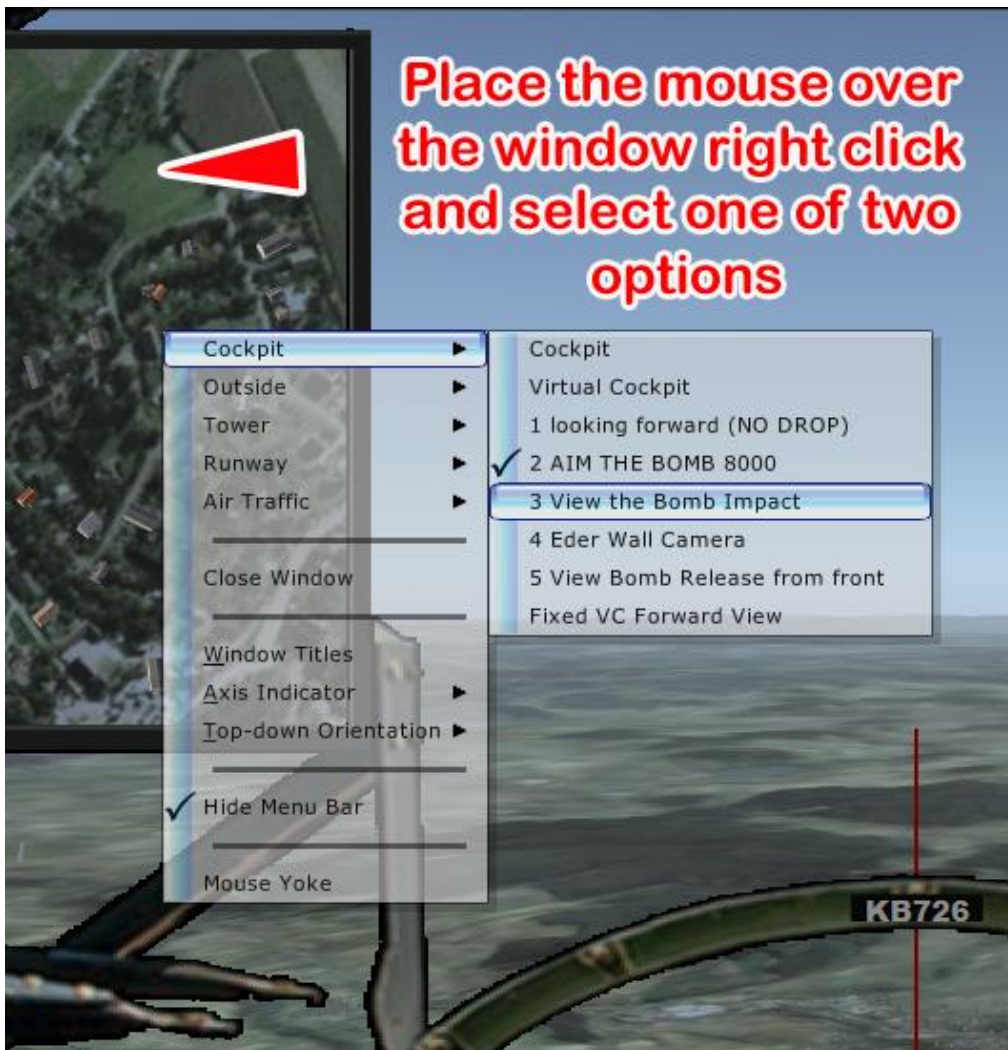 Place the mouse over
the window right click
and select one of two
options
Cockpit
Outside
Tower
Runway
Air Traffic
Close Window
Window Titles
Axis Indicator
Top-down Orientation
Hide Menu Bar
Mouse Yoke
Cockpit
Virtual Cockpit
1 looking forward (NO DROP)
2 AIM THE BOMB 8000
3 View the Bomb Impact
4 Eder Wall Camera
5 View Bomb Release from front
Fixed VC Forward View
KB726